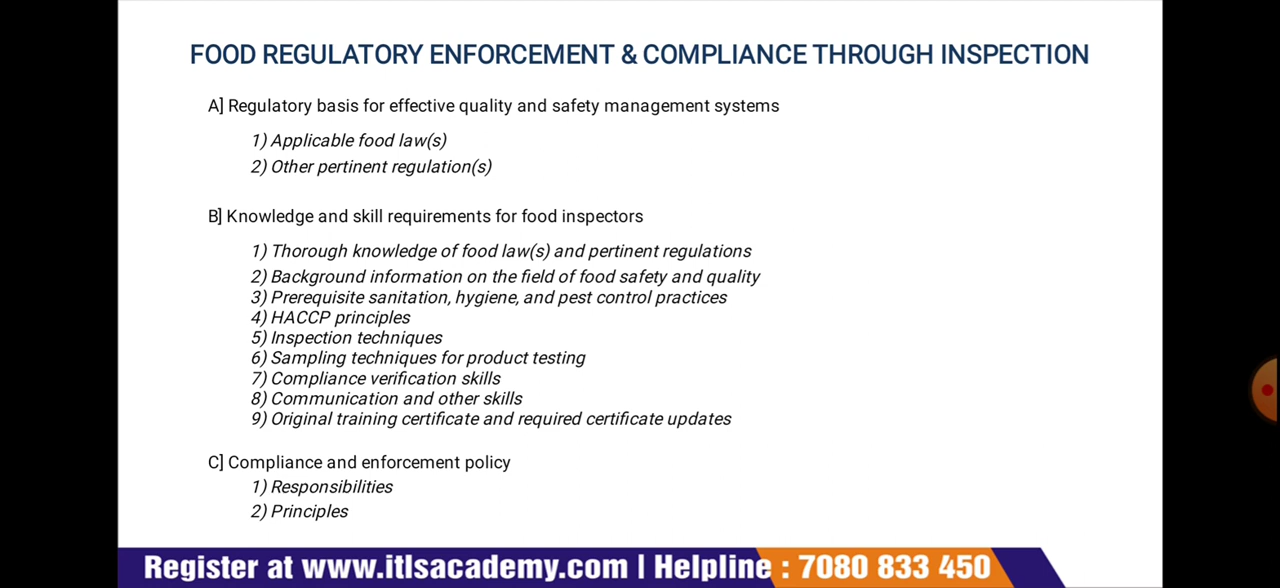 FOOD REGULATORY ENFORCEMENT & COMPLIANCE THROUGH INSPECTION
A] Regulatory basis for effective quality and safety management systems
1) Applicable food law(s)
2) Other pertinent regulation(s)
B] Knowledge and skill requirements for food inspectors
1) Thorough knowledge of food law(s) and pertinent regulations
2) Background information on the field of food safety and quality
3) Prerequisite sanitation, hygiene, and pest control practices
4) HACCP principles
5) Inspection techniques
6) Sampling techniques for product testing
7) Compliance verification skills
8) Communication and other skills
9) Original training certificate and required certificate updates
C] Compliance and enforcement policy
1) Responsibilities
2) Principles
Register at www.itlsacademy.com | Helpline : 7080 833 450